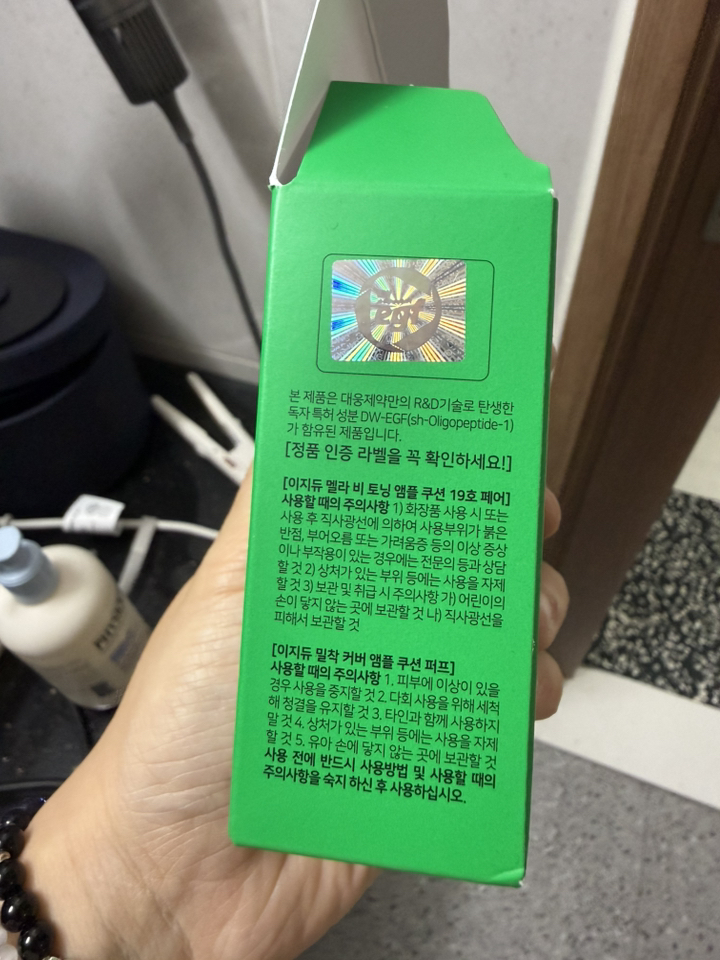 egf
본 제품은 대웅제약만의 R&D기술로 탄생한
독자 특허 성분 DW-EGF(sh-Oligopeptide-1)
가 함유된 제품입니다.
[정품 인증 라벨을 꼭 확인하세요!]
[이지듀 멜라 비 토닝 앰플 쿠션 19호 페어]
사용할 때의 주의사항 1) 화장품 사용 시 또는
사용 후 직사광선에 의하여 사용부위가 붉은
반점, 부어오름 또는 가려움증 등의 이상 증상
이나 부작용이 있는 경우에는 전문의 등과 상담
할 것 2) 상처가 있는 부위 등에는 사용을 자제
할 것 3) 보관 및 취급 시 주의사항 가) 어린이의
손이 닿지 않는 곳에 보관할 것 나) 직사광선을
피해서 보관할 것
[이지듀 밀착 커버 앰플 쿠션 퍼프]
사용할 때의 주의사항 1. 피부에 이상이 있을
경우 사용을 중지할 것 2. 다회 사용을 위해 세척
해 청결을 유지할 것 3. 타인과 함께 사용하지
말 것 4. 상처가 있는 부위 등에는 사용을 자제
할 것 5. 유아 손에 닿지 않는 곳에 보관할 것
사용 전에 반드시 사용방법 및 사용할 때의
주의사항을 숙지 하신 후 사용하십시오.